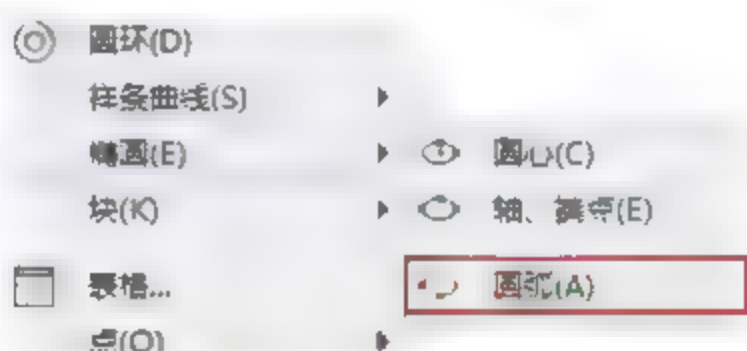 圆环(D)
样条曲线(S)
椭圆(E)
圆心(C)
块(K)
轴、端点(E)
表格...
圆弧(A)
点(O)